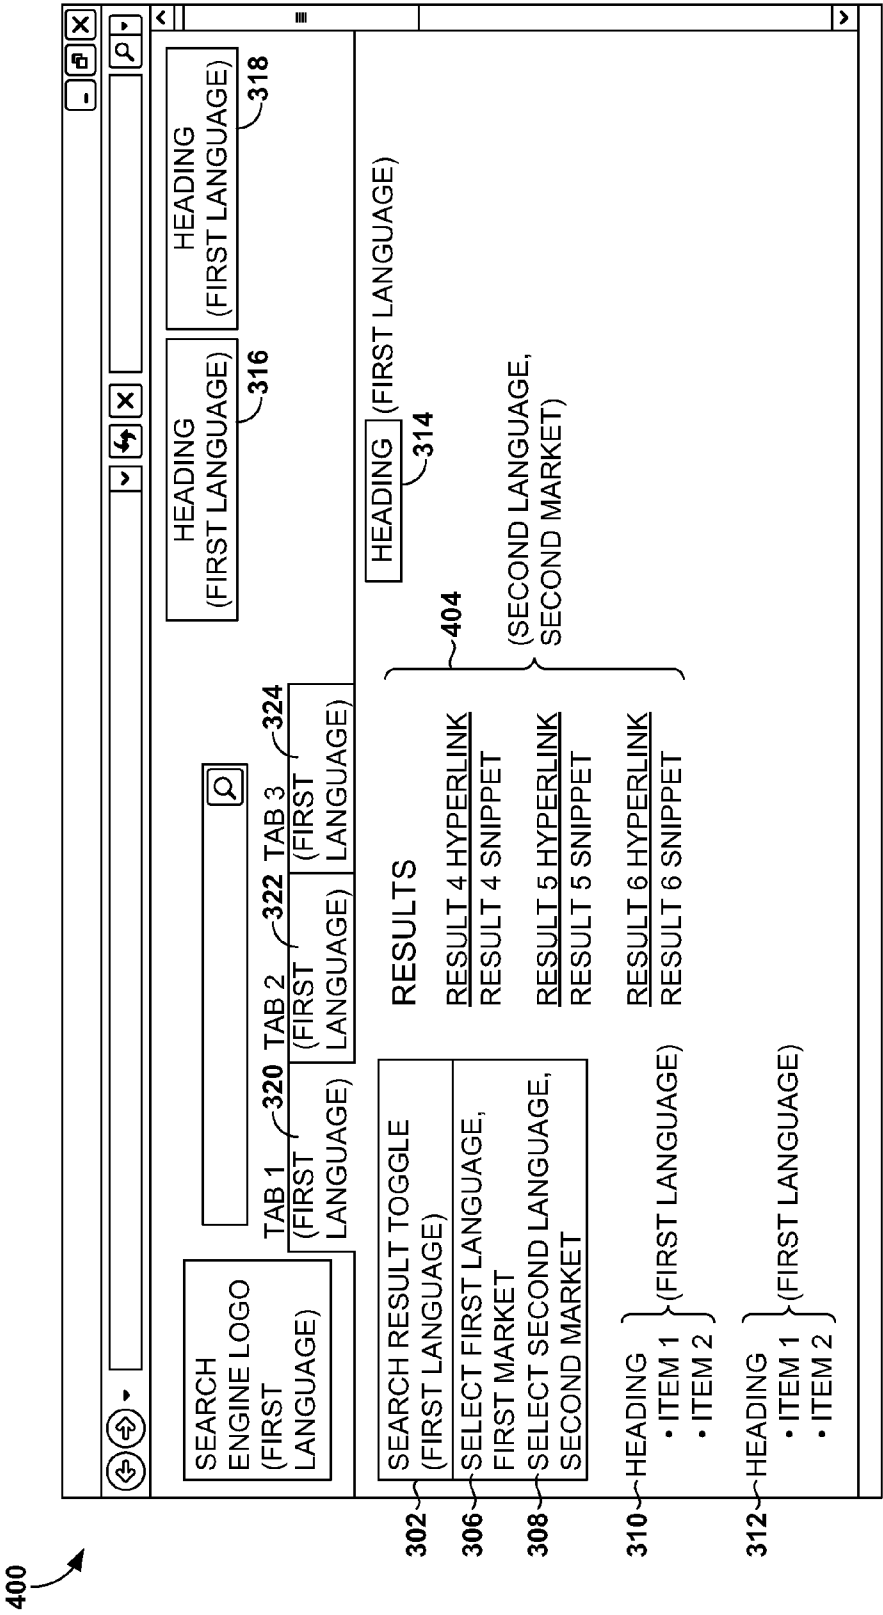 400
SEARCH
ENGINE LOGO
(FIRST
LANGUAGE)
HEADING
(FIRST LANGUAGE)
316
HEADING
(FIRST LANGUAGE)
318
TAB 1
320
(FIRST
LANGUAGE)
TAB 2
322
(FIRST
LANGUAGE)
TAB 3
324
(FIRST
LANGUAGE)
HEADING
(FIRST LANGUAGE)
314
302
SEARCH RESULT TOGGLE
(FIRST LANGUAGE)
306
SELECT FIRST LANGUAGE,
FIRST MARKET
308
SELECT SECOND LANGUAGE,
SECOND MARKET
RESULTS
404
RESULT 4 HYPERLINK
RESULT 4 SNIPPET
RESULT 5 HYPERLINK
RESULT 5 SNIPPET
RESULT 6 HYPERLINK
RESULT 6 SNIPPET
(SECOND LANGUAGE,
SECOND MARKET)
310
HEADING
• ITEM 1
• ITEM 2
(FIRST LANGUAGE)
312
HEADING
• ITEM 1
• ITEM 2
(FIRST LANGUAGE)